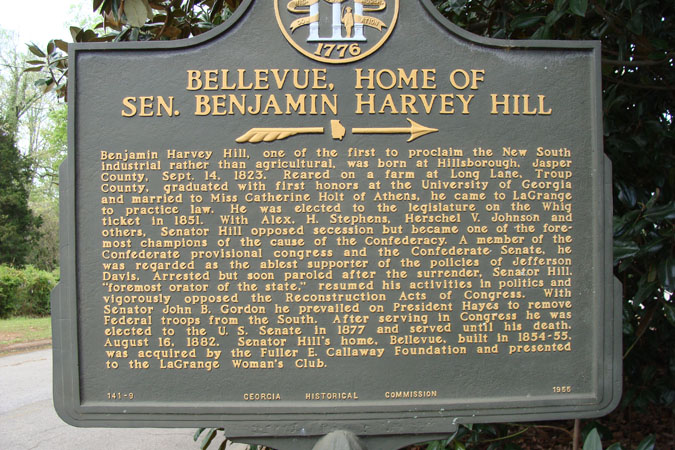 1776
BELLEVUE, HOME OF
SEN. BENJAMIN HARVEY HILL
Benjamin Harvey Hill, one of the first to proclaim the New South
industrial rather than agricultural, was born at Hillsborough, Jasper
County, Sept. 14, 1823. Reared on a farm at Long Lane, Troup
County, graduated with first honors at the University of Georgia
and married to Miss Catherine Holt of Athens, he came to LaGrange
to practice law. He was elected to the legislature on the Whig
ticket in 1851. With Alex. H. Stephens, Herschel V. Johnson and
others, Senator Hill opposed secession but became one of the fore-
most champions of the cause of the Confederacy. A member of the
Confederate provisional congress and the Confederate Senate, he
was regarded as the ablest supporter of the policies of Jefferson
Davis. Arrested but soon paroled after the surrender, Senator Hill,
"foremost orator of the state," resumed his activities in politics and
vigorously opposed the Reconstruction Acts of Congress. With
Senator John B. Gordon he prevailed on President Hayes to remove
Federal troops from the South. After serving in Congress he was
elected to the U. S. Senate in 1877 and served until his death,
August 16, 1882. Senator Hill's home, Bellevue, built in 1854-55,
was acquired by the Fuller E. Callaway Foundation and presented
to the LaGrange Woman's Club.
141-9 GEORGIA HISTORICAL COMMISSION 1955